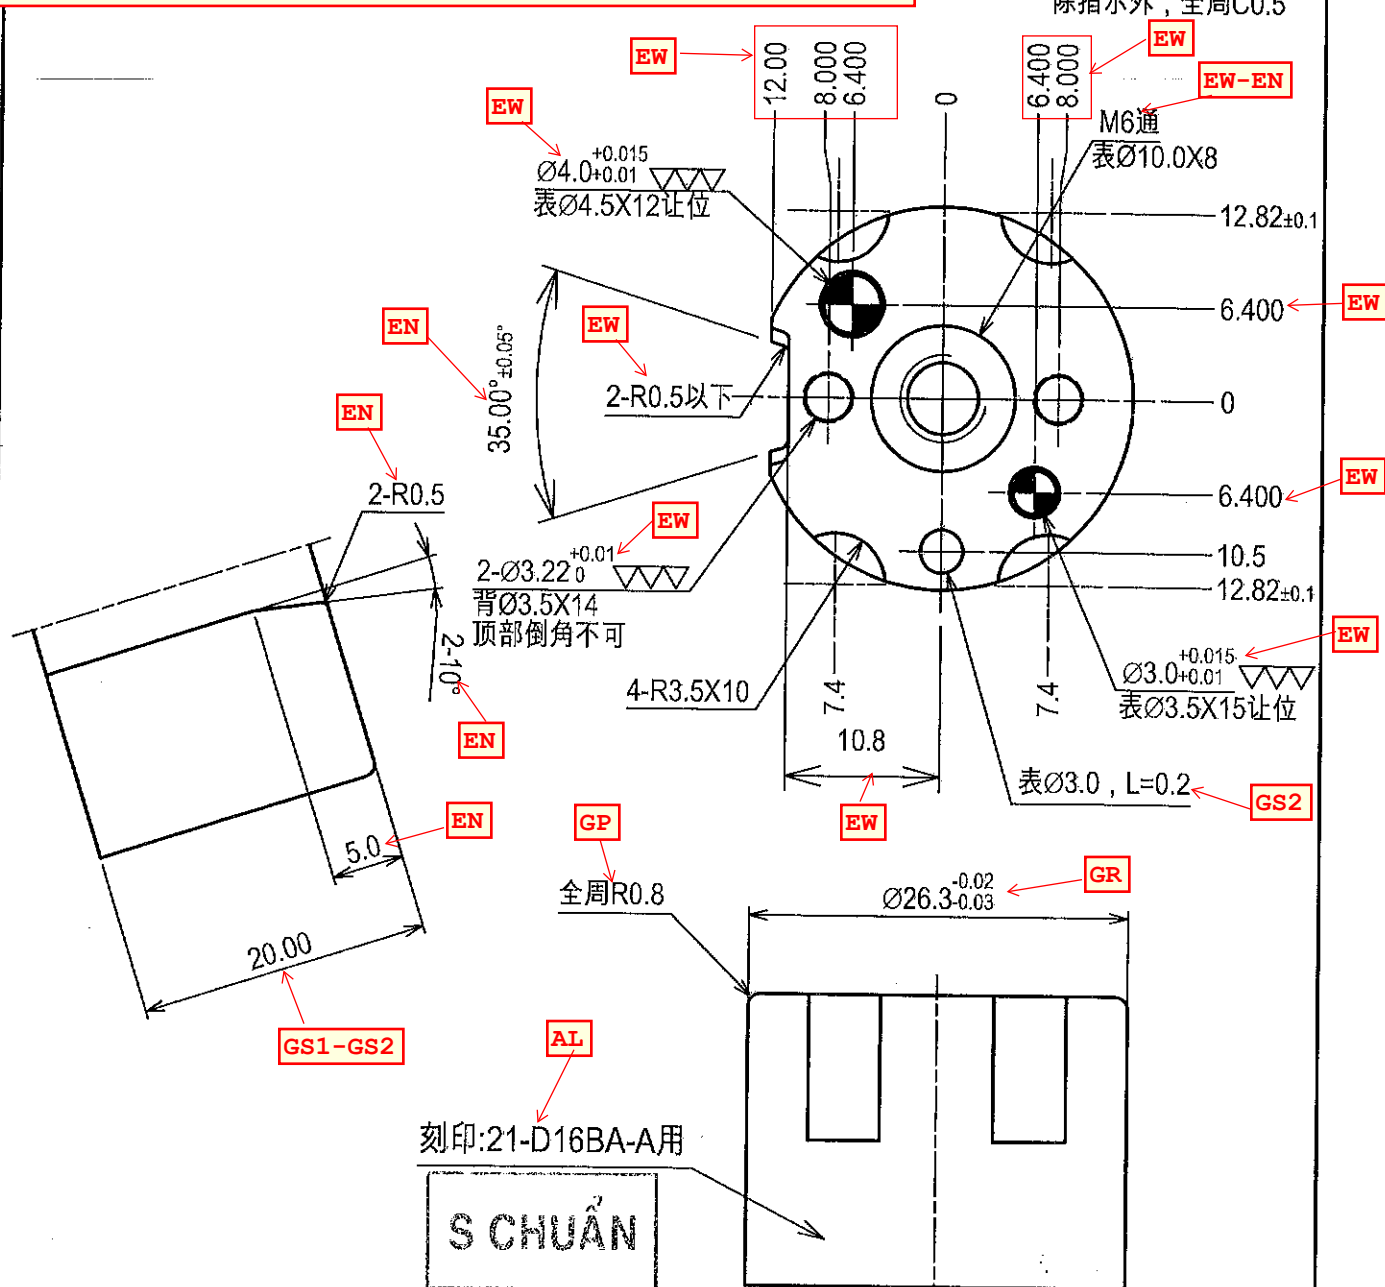 除指示外，全周C0.5
EW
12.00
8.000
6.400
0
6.400
8.000
EW
EW-EN
EW
M6通
表Ø10.0X8
Ø4.0+0.015+0.01
表Ø4.5X12让位
12.82±0.1
EN
35.00°±0.05°
EW
6.400
EW
2-R0.5以下
0
EN
2-R0.5
EW
6.400
EW
2-Ø3.22+0.01 0
背Ø3.5X14
顶部倒角不可
10.5
12.82±0.1
EW
2-10°
EN
4-R3.5X10
7.4
7.4
Ø3.0+0.015+0.01
表Ø3.5X15让位
10.8
EW
表Ø3.0，L=0.2
GS2
EN
5.0
GP
全周R0.8
GR
Ø26.3-0.02-0.03
20.00
GS1-GS2
AL
刻印:21-D16BA-A用
S CHUẨN